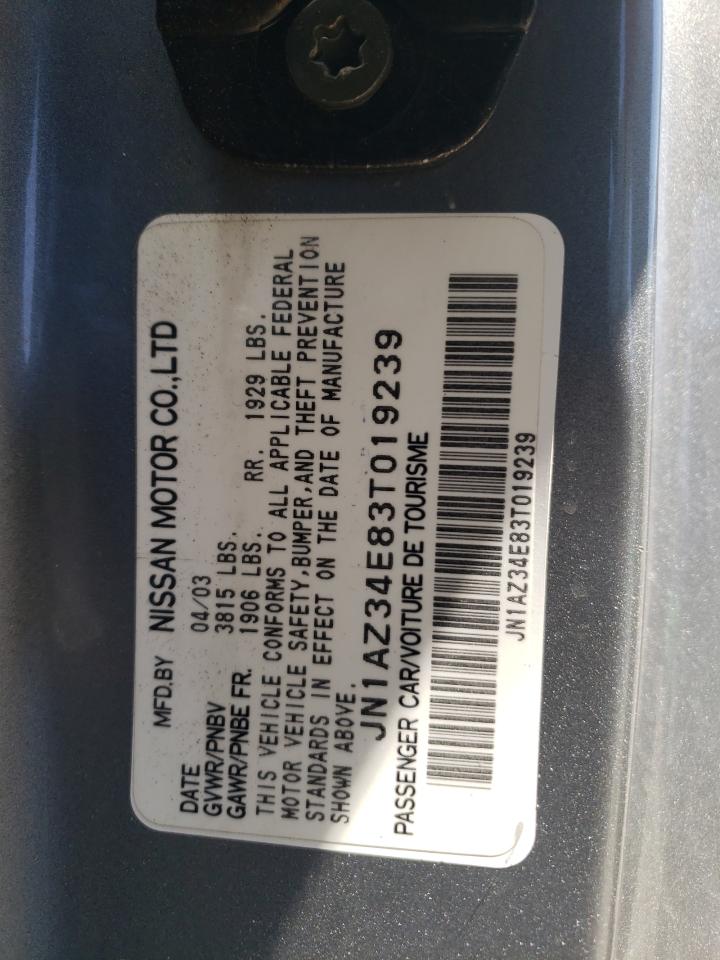 MFD.BY NISSAN MOTOR CO.,LTD
DATE 04/03
GVWR/PNBV 3815 LBS.
GAWR/PNBE FR. 1906 LBS. RR. 1929 LBS.
THIS VEHICLE CONFORMS TO ALL APPLICABLE FEDERAL
MOTOR VEHICLE SAFETY,BUMPER,AND THEFT PREVENTION
STANDARDS IN EFFECT ON THE DATE OF MANUFACTURE
SHOWN ABOVE.
JN1AZ34E83T019239
PASSENGER CAR/VOITURE DE TOURISME
JN1AZ34E83T019239